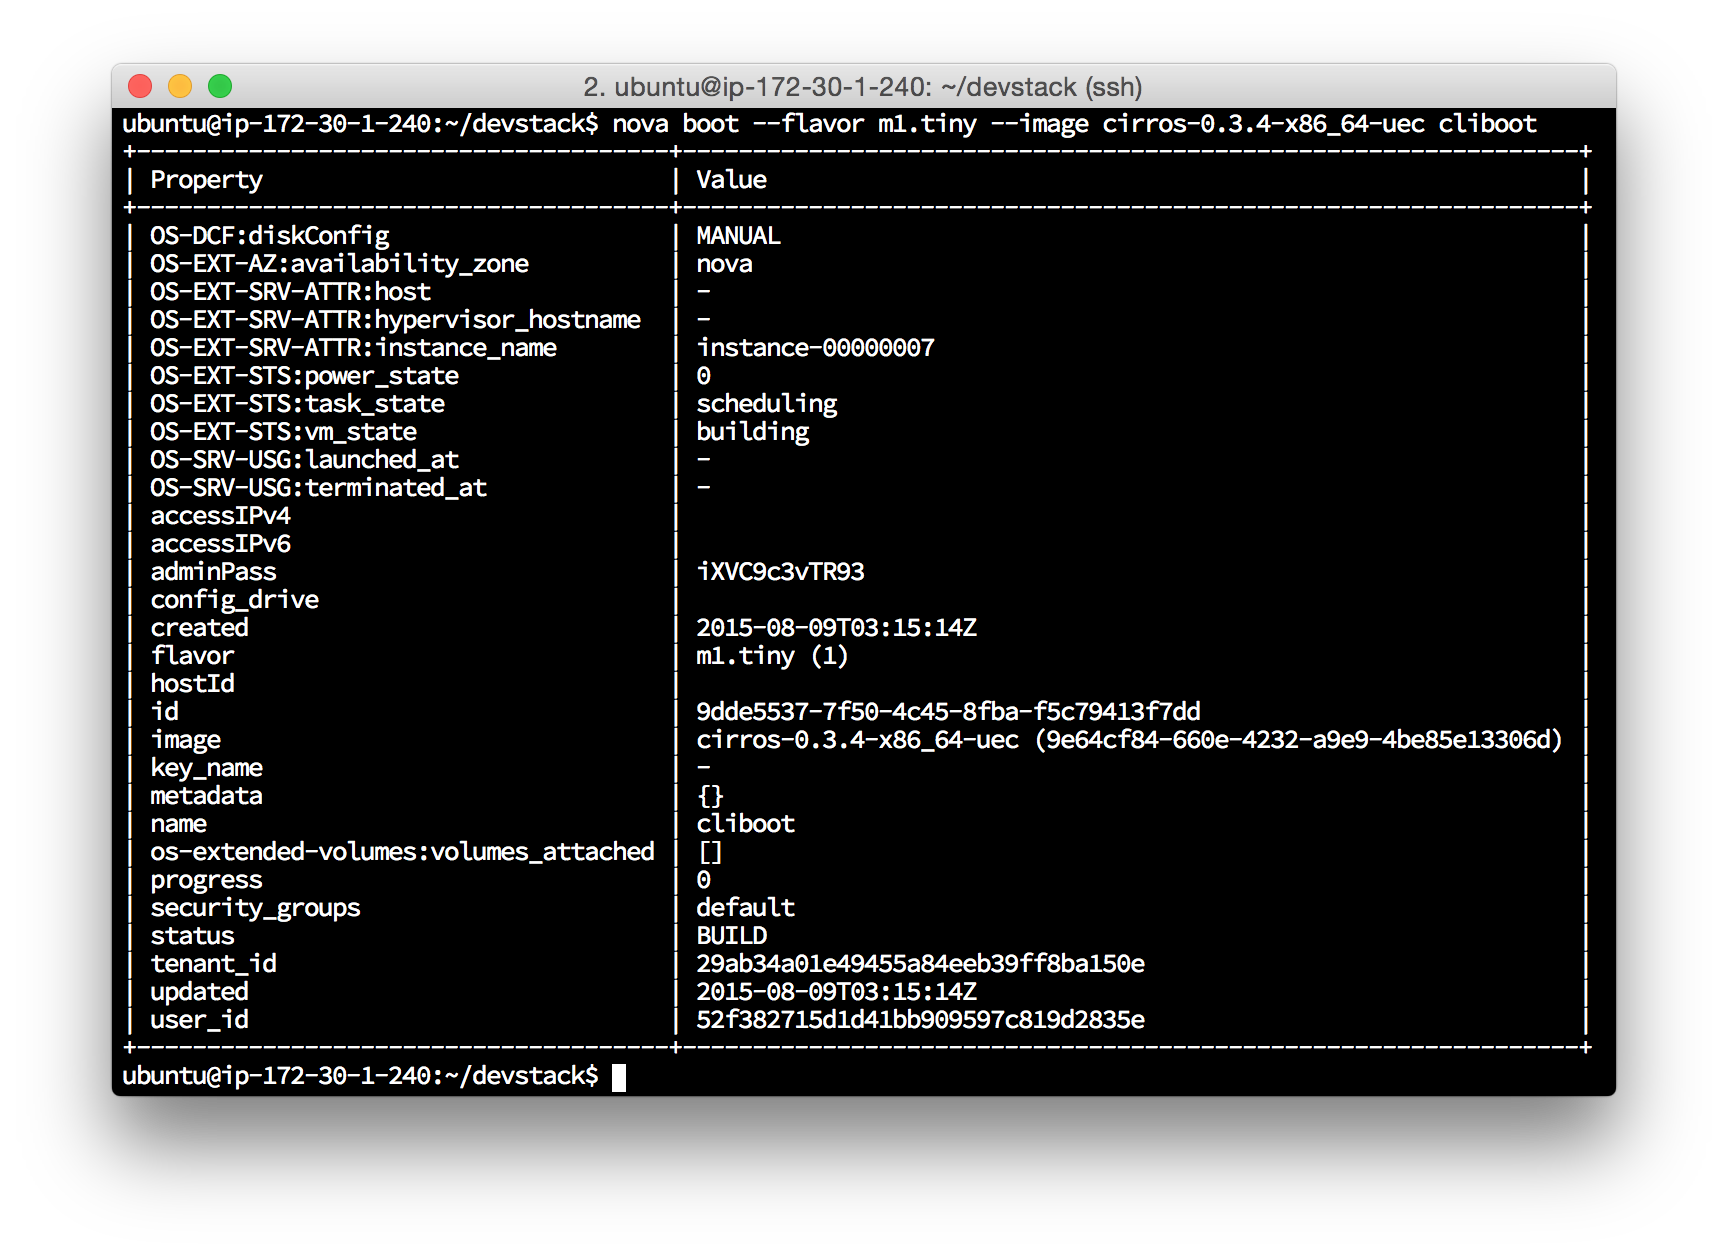 2. ubuntu@ip-172-30-1-240: ~/devstack (ssh)
ubuntu@ip-172-30-1-240:~/devstack$ nova boot --flavor m1.tiny --image cirros-0.3.4-x86_64-uec cliboot
+--------------------------------------+----------------------------------------------------------------+
| Property                             | Value                                                          |
+--------------------------------------+----------------------------------------------------------------+
| OS-DCF:diskConfig                    | MANUAL                                                         |
| OS-EXT-AZ:availability_zone          | nova                                                           |
| OS-EXT-SRV-ATTR:host                 | -                                                              |
| OS-EXT-SRV-ATTR:hypervisor_hostname  | -                                                              |
| OS-EXT-SRV-ATTR:instance_name        | instance-00000007                                              |
| OS-EXT-STS:power_state               | 0                                                              |
| OS-EXT-STS:task_state                | scheduling                                                     |
| OS-EXT-STS:vm_state                  | building                                                       |
| OS-SRV-USG:launched_at               | -                                                              |
| OS-SRV-USG:terminated_at             | -                                                              |
| accessIPv4                           |                                                                |
| accessIPv6                           |                                                                |
| adminPass                            | iXVC9c3vTR93                                                   |
| config_drive                         |                                                                |
| created                              | 2015-08-09T03:15:14Z                                           |
| flavor                               | m1.tiny (1)                                                    |
| hostId                               |                                                                |
| id                                   | 9dde5537-7f50-4c45-8fba-f5c79413f7dd                           |
| image                                | cirros-0.3.4-x86_64-uec (9e64cf84-660e-4232-a9e9-4be85e13306d) |
| key_name                             | -                                                              |
| metadata                             | {}                                                             |
| name                                 | cliboot                                                        |
| os-extended-volumes:volumes_attached | []                                                             |
| progress                             | 0                                                              |
| security_groups                      | default                                                        |
| status                               | BUILD                                                          |
| tenant_id                            | 29ab34a01e49455a84eeb39ff8ba150e                               |
| updated                              | 2015-08-09T03:15:14Z                                           |
| user_id                              | 52f382715d1d41bb909597c819d2835e                               |
+--------------------------------------+----------------------------------------------------------------+
ubuntu@ip-172-30-1-240:~/devstack$